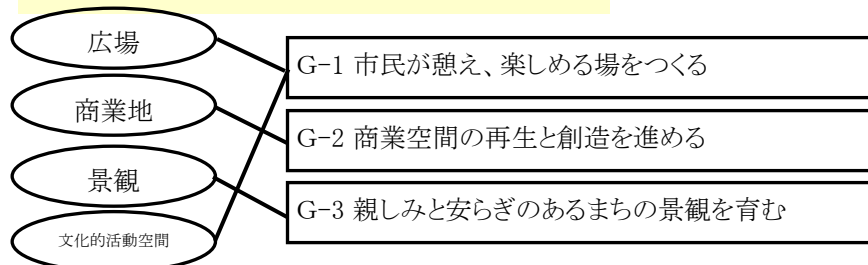 広場
G-1 市民が憩え、楽しめる場をつくる
商業地
G-2 商業空間の再生と創造を進める
景観
G-3 親しみと安らぎのあるまちの景観を育む
文化的活動空間